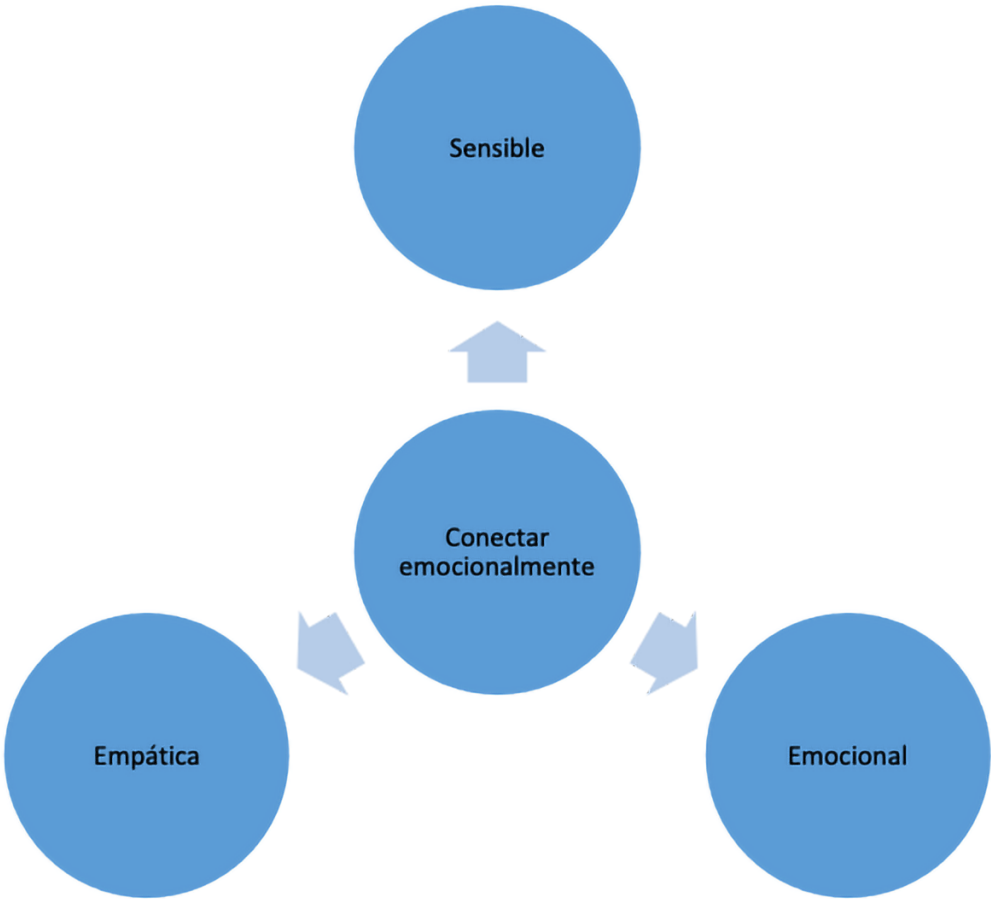 Sensible
Conectar
emocionalmente
Empática
Emocional